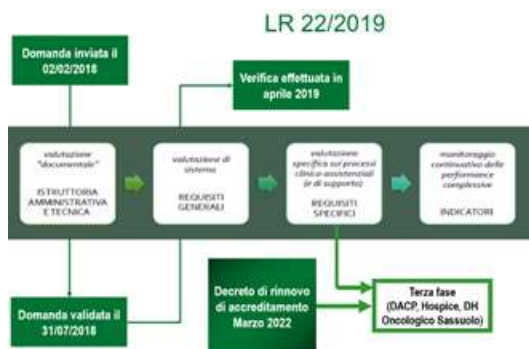 LR 22/2019
Domanda inviata il
02/02/2018
Verifica effettuata in
aprile 2019
valutazione
"documentale"
ISTRUTTORIA
AMMINISTRATIVA
E TECNICA
valutazione di
sistema
REQUISITI
GENERALI
valutazione
specifica sui processi
clinico-assistenziali
(e di supporto)
REQUISITI
SPECIFICI
monitoraggio
continuativo delle
performance
complessive
INDICATORI
Domanda validata il
31/07/2018
Decreto di rinnovo
di accreditamento
Marzo 2022
Terza fase
(DACP, Hospice, DH
Oncologico Sassuolo)